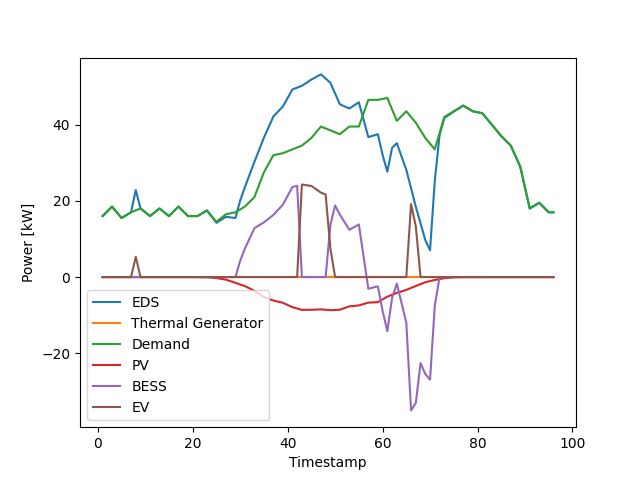 Power [kW]
40
20
0
−20
EDS
Thermal Generator
Demand
PV
BESS
EV
0 20 40 60 80 100
Timestamp